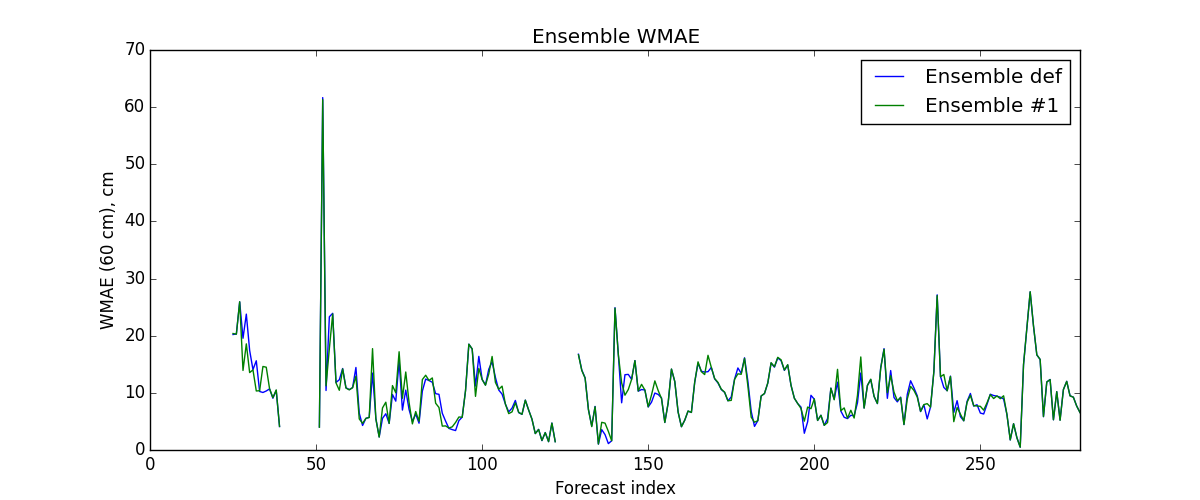 Ensemble WMAE
Ensemble def
Ensemble #1
WMAE (60 cm), cm
70
60
50
40
30
20
10
0
0 50 100 150 200 250
Forecast index